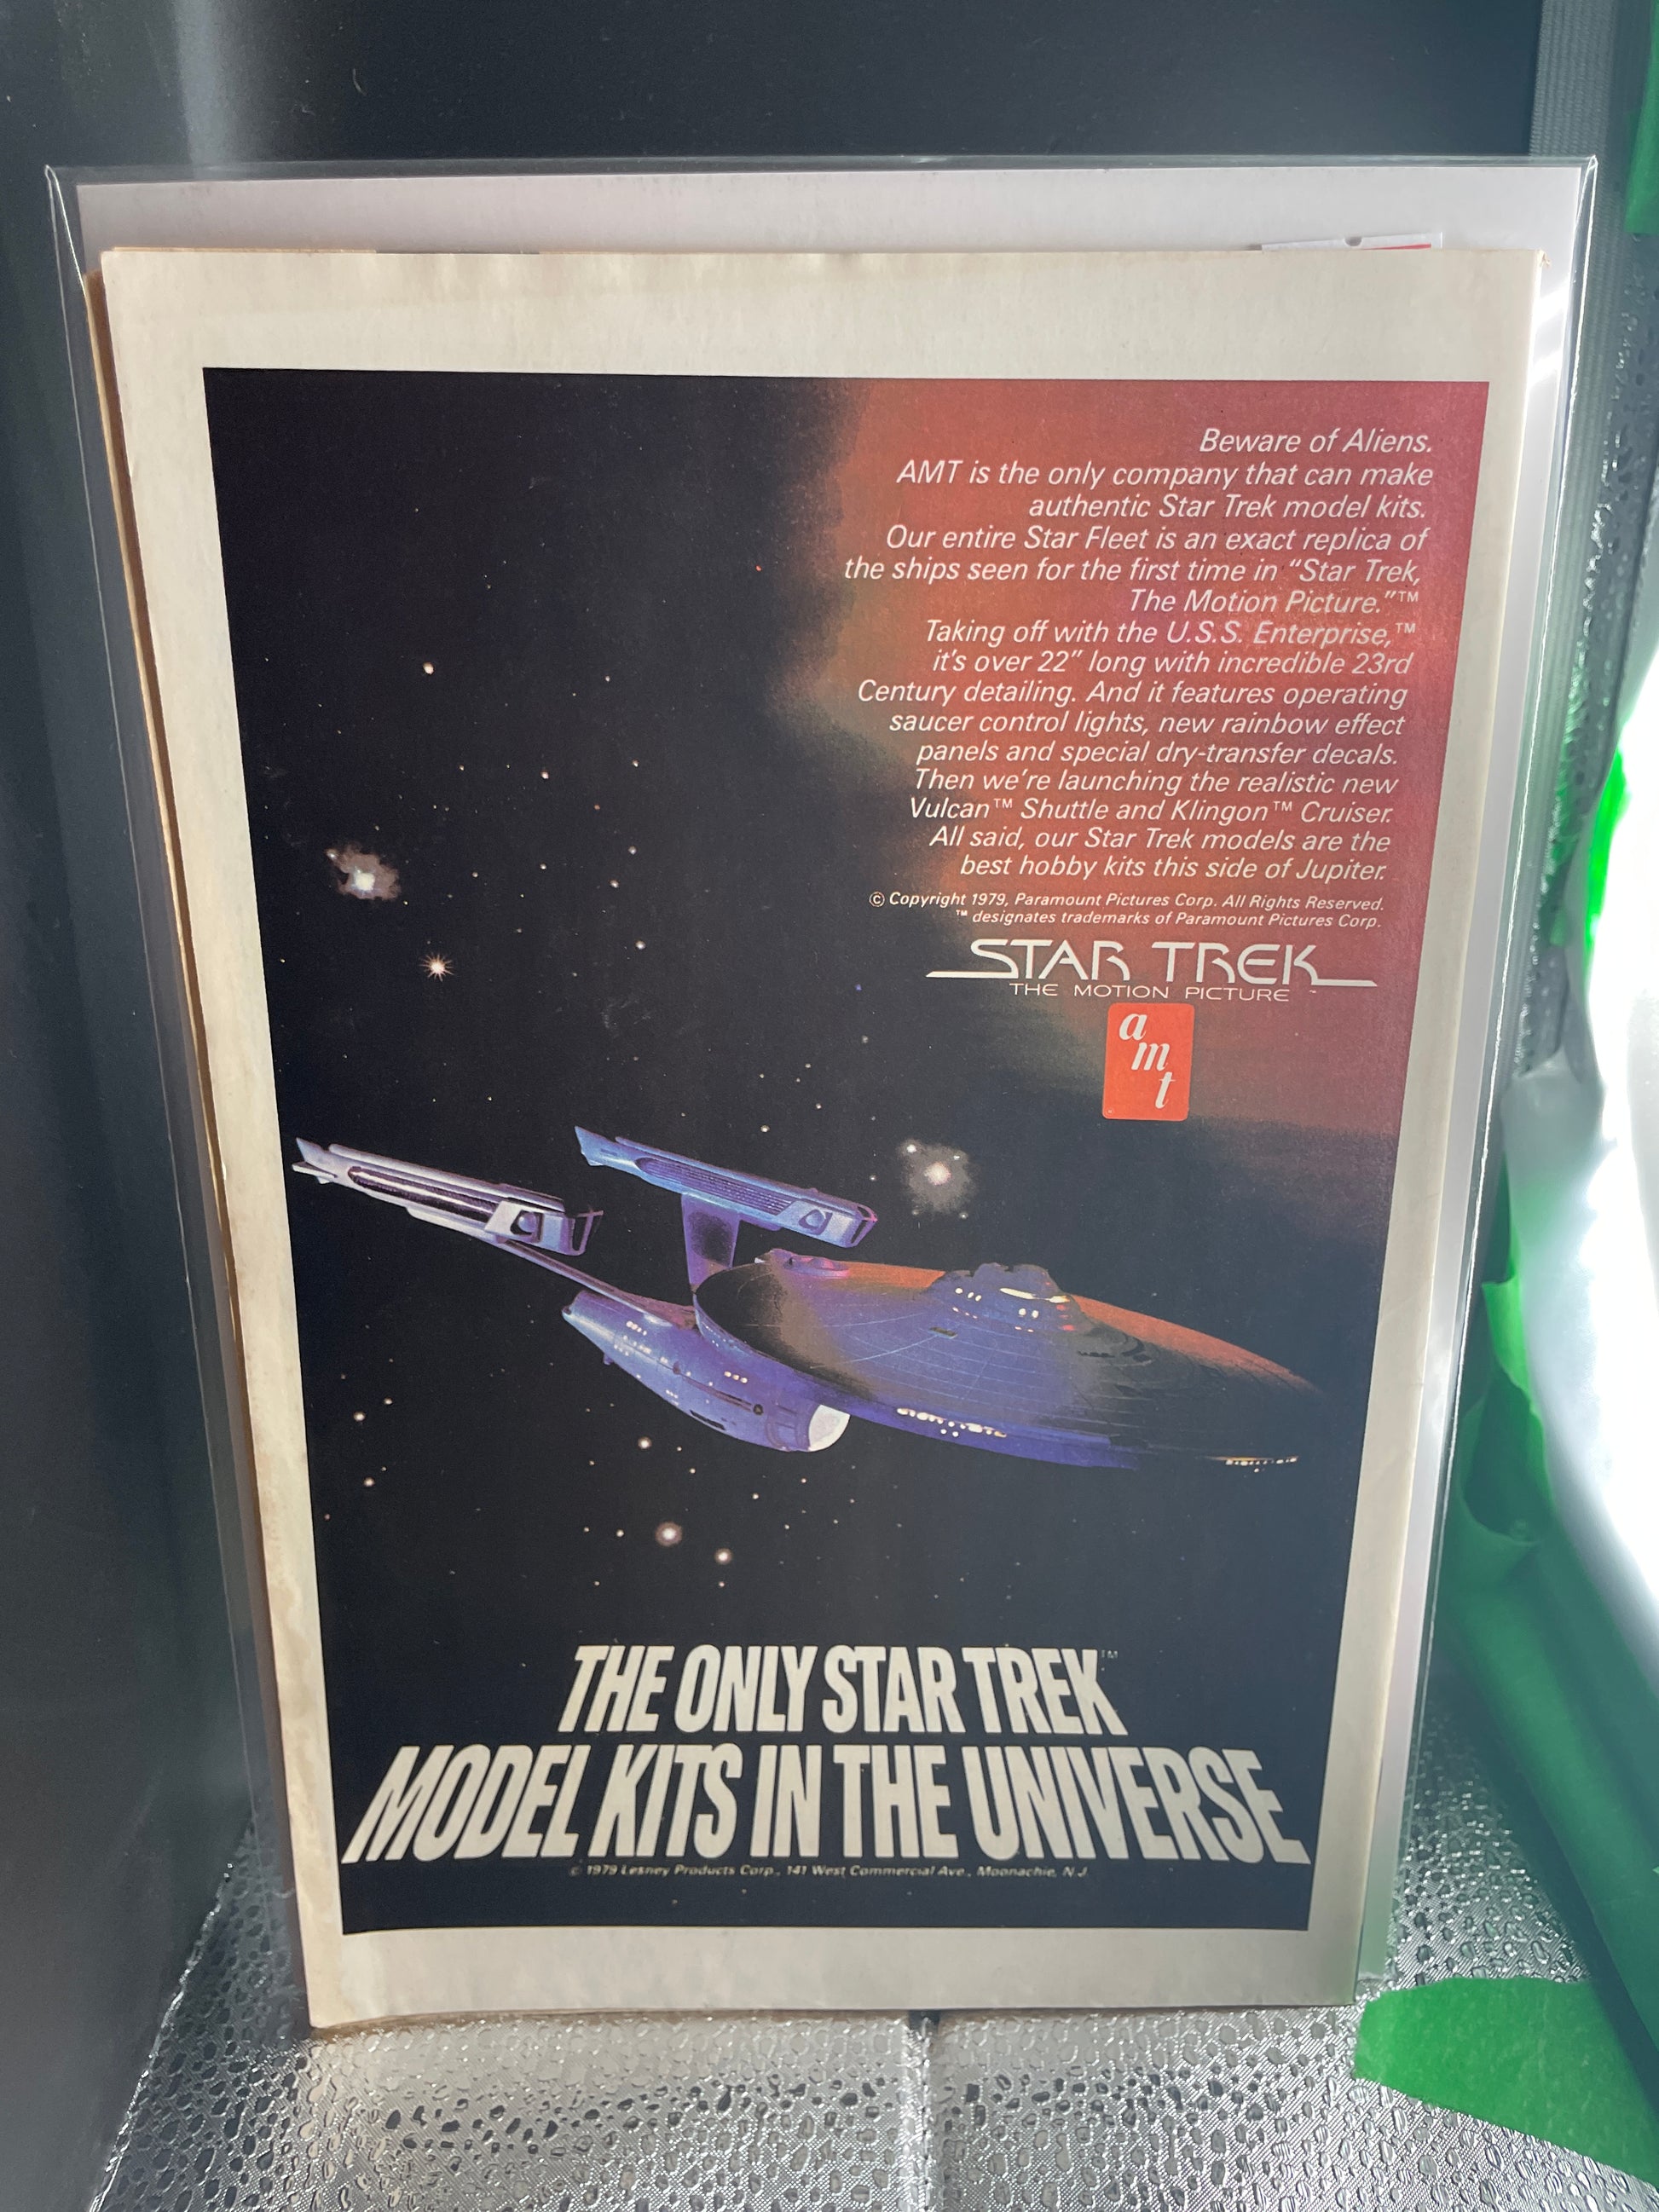 Beware of Aliens.
AMT is the only company that can make
authentic Star Trek model kits.
Our entire Star Fleet is an exact replica of
the ships seen for the first time in “Star Trek,
The Motion Picture.”™
Taking off with the U.S.S. Enterprise,™
it's over 22" long with incredible 23rd
Century detailing. And it features operating
saucer control lights, new rainbow effect
panels and special dry-transfer decals.
Then we're launching the realistic new
Vulcan™ Shuttle and Klingon™ Cruiser.
All said, our Star Trek models are the
best hobby kits this side of Jupiter.
© Copyright 1979, Paramount Pictures Corp. All Rights Reserved.
™ designates trademarks of Paramount Pictures Corp.
STAR TREK
THE MOTION PICTURE
a
m
t
THE ONLY STAR TREK™
MODEL KITS IN THE UNIVERSE
© 1979 Lesney Products Corp., 141 West Commercial Ave., Moonachie, N.J.